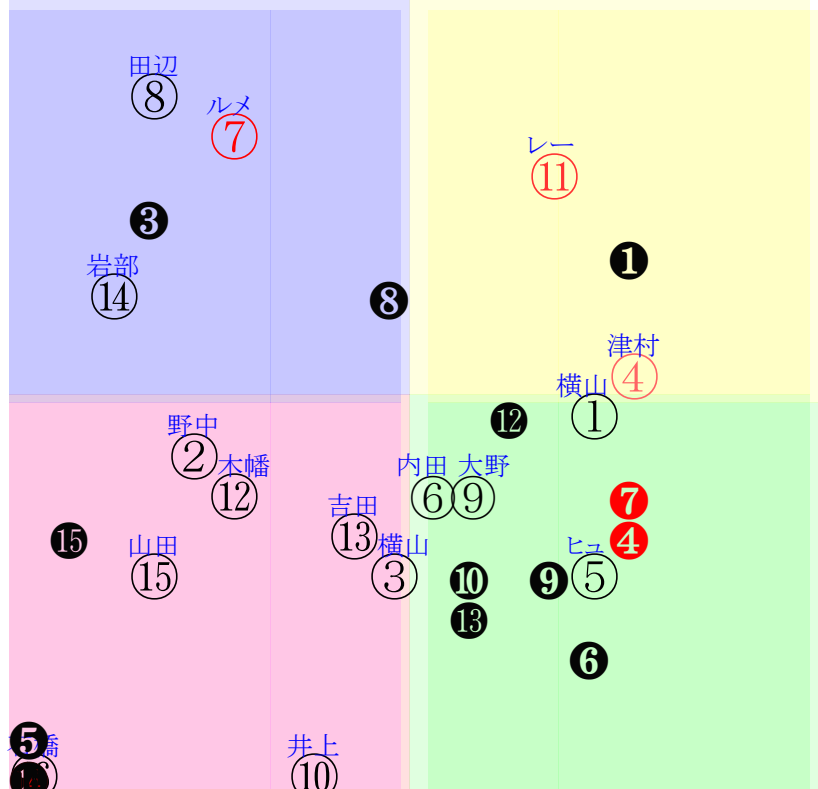 田辺
⑧
ルメ
⑦
レー
⑪
❸
❶
岩部
⑭
❽
津村
④
横山
①
⓬
野中
②
木幡
⑫
内田 大野
⑥⑨
❼
吉田
⑬
⓯
山田
⑮
横山
③
❹
ヒュ
⑤
❿
❾
⓭
❻
❺
橋
井上
⑩